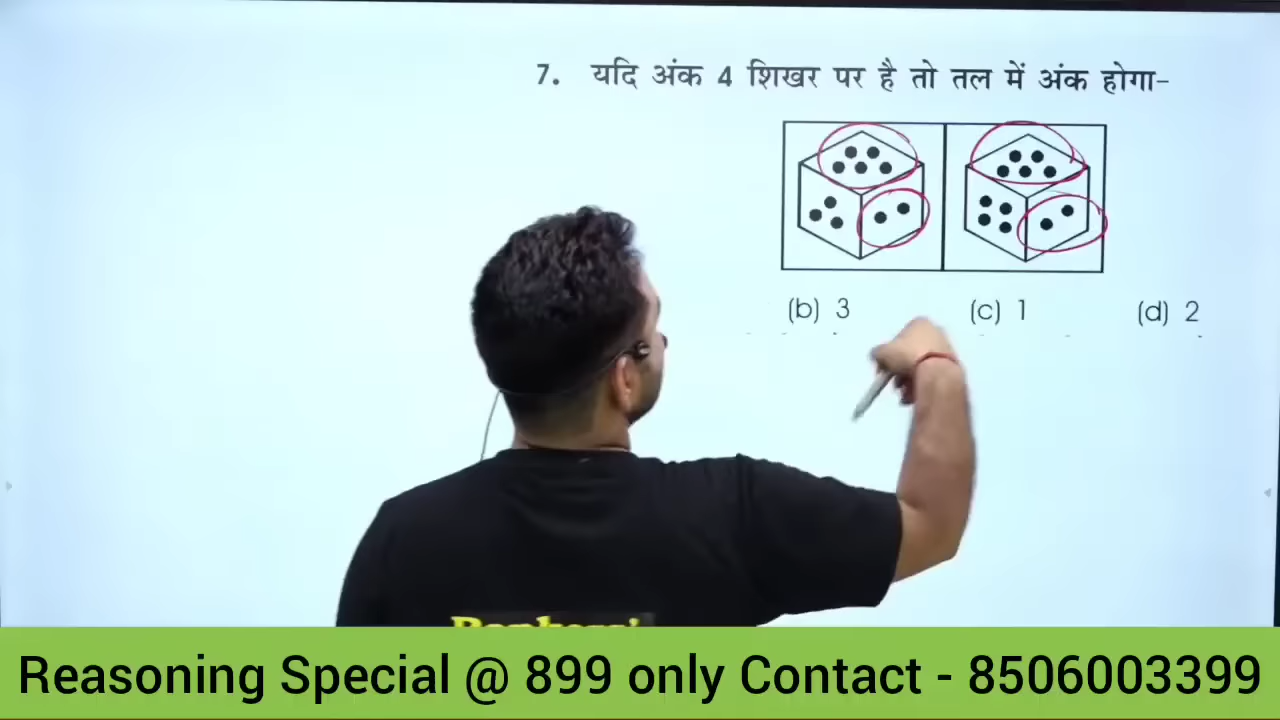 7. यदि अंक 4 शिखर पर है तो तल में अंक होगा-
(b) 3 (c) 1 (d) 2
Reasoning Special @ 899 only Contact - 8506003399